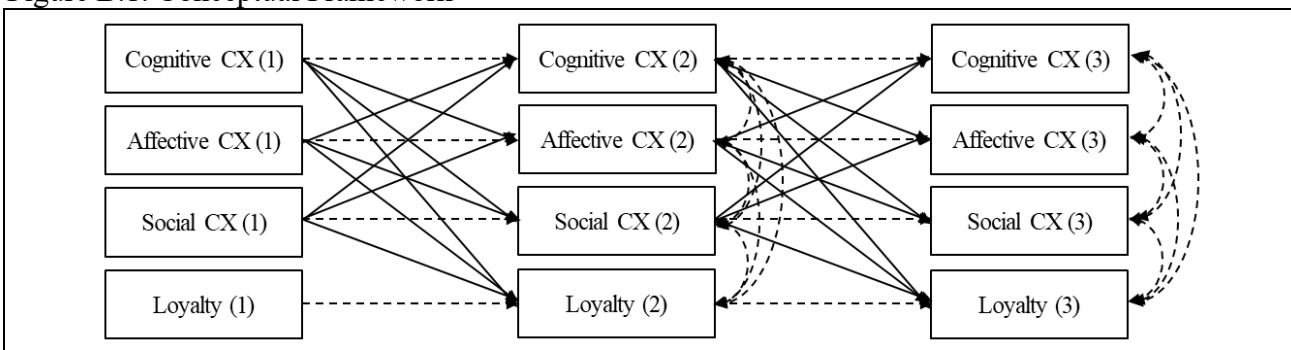 Cognitive CX (1) Cognitive CX (2) Cognitive CX (3)
Affective CX (1) Affective CX (2) Affective CX (3)
Social CX (1) Social CX (2) Social CX (3)
Loyalty (1) Loyalty (2) Loyalty (3)